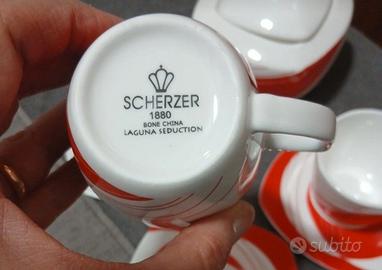 SCHERZER
1880
BONE CHINA
LAGUNA SEDUCTION
subito